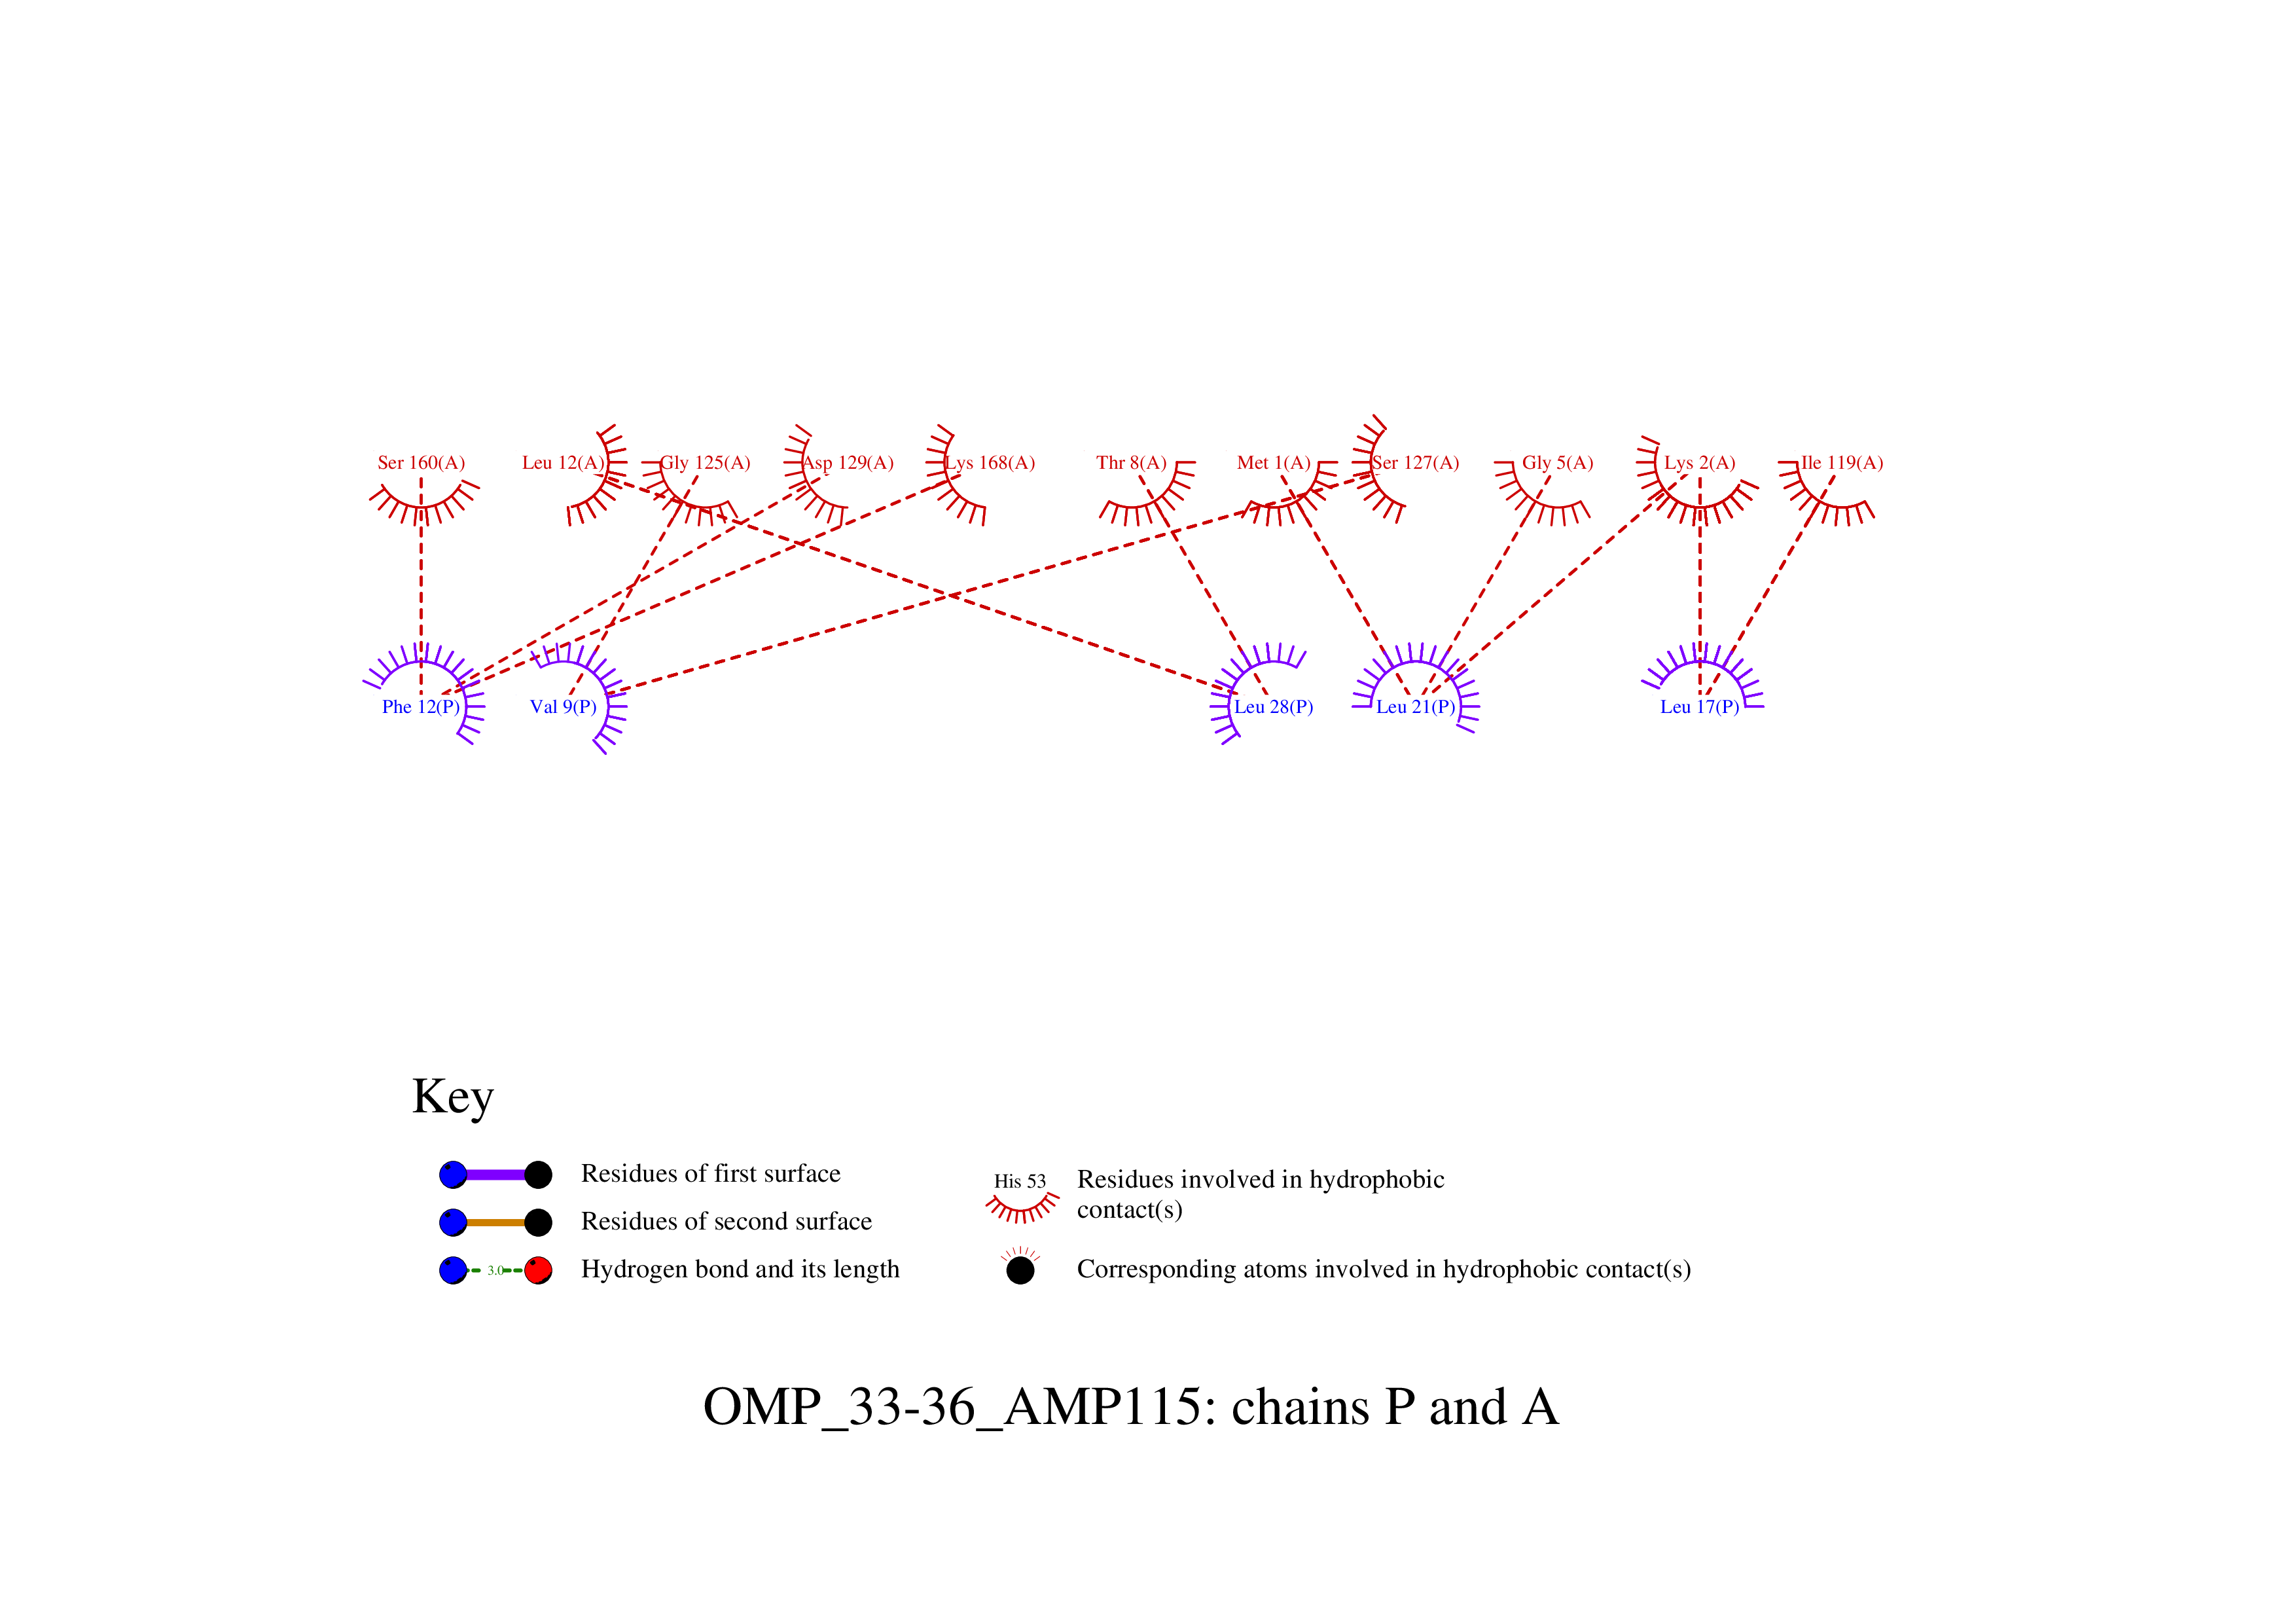 Ser 160(A) Leu 12(A) Gly 125(A) Asp 129(A) Lys 168(A) Thr 8(A) Met 1(A) Ser 127(A) Gly 5(A) Lys 2(A) Ile 119(A)
Phe 12(P) Val 9(P) Leu 28(P) Leu 21(P) Leu 17(P)
Key
Residues of first surface
Residues of second surface
3.0 Hydrogen bond and its length
His 53 Residues involved in hydrophobic
contact(s)
Corresponding atoms involved in hydrophobic contact(s)
OMP_33-36_AMP115: chains P and A